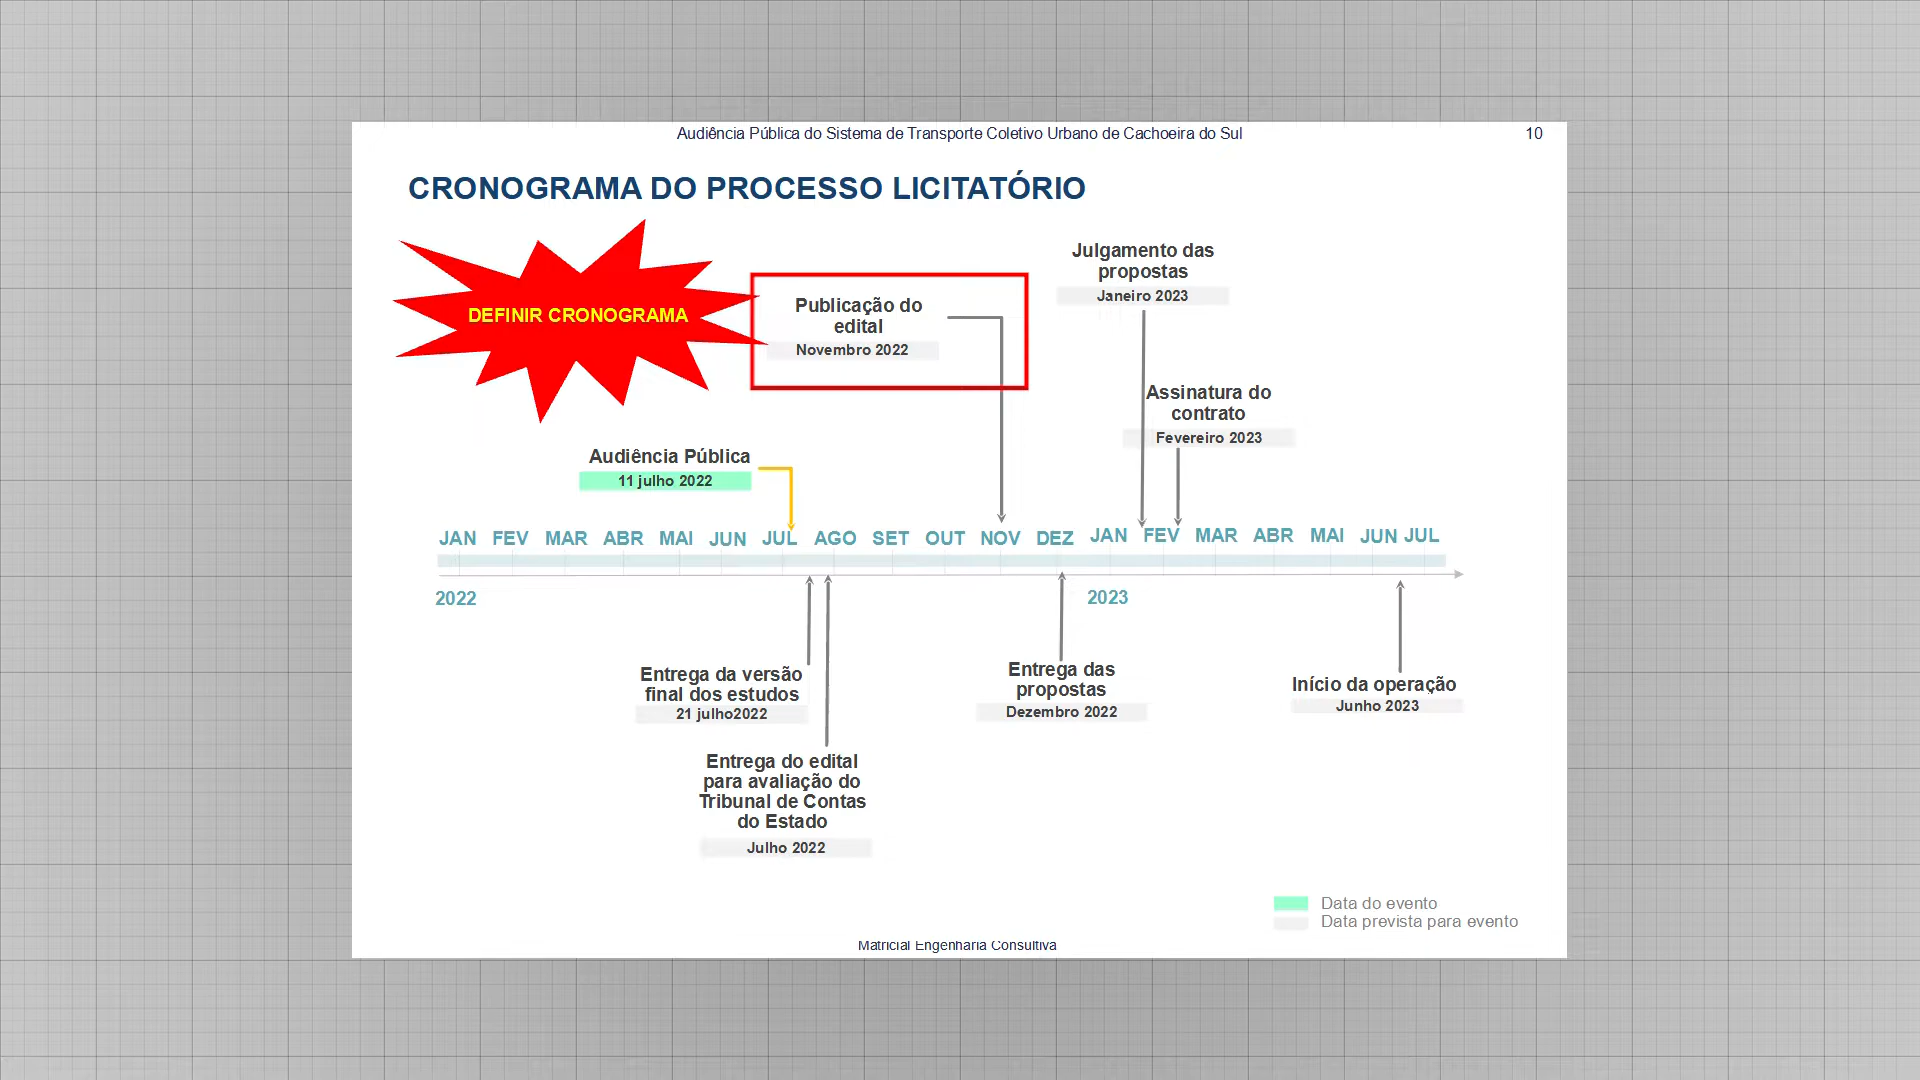 Audiência Pública do Sistema de Transporte Coletivo Urbano de Cachoeira do Sul
10
CRONOGRAMA DO PROCESSO LICITATÓRIO
DEFINIR CRONOGRAMA
Publicação do
edital
Novembro 2022
Julgamento das
propostas
Janeiro 2023
Assinatura do
contrato
Fevereiro 2023
Audiência Pública
11 julho 2022
JAN FEV MAR ABR MAI JUN JUL AGO SET OUT NOV DEZ JAN FEV MAR ABR MAI JUN JUL
2022 2023
Entrega da versão
final dos estudos
21 julho2022
Entrega das
propostas
Dezembro 2022
Início da operação
Junho 2023
Entrega do edital
para avaliação do
Tribunal de Contas
do Estado
Julho 2022
Data do evento
Data prevista para evento
Matricial Engenharia Consultiva